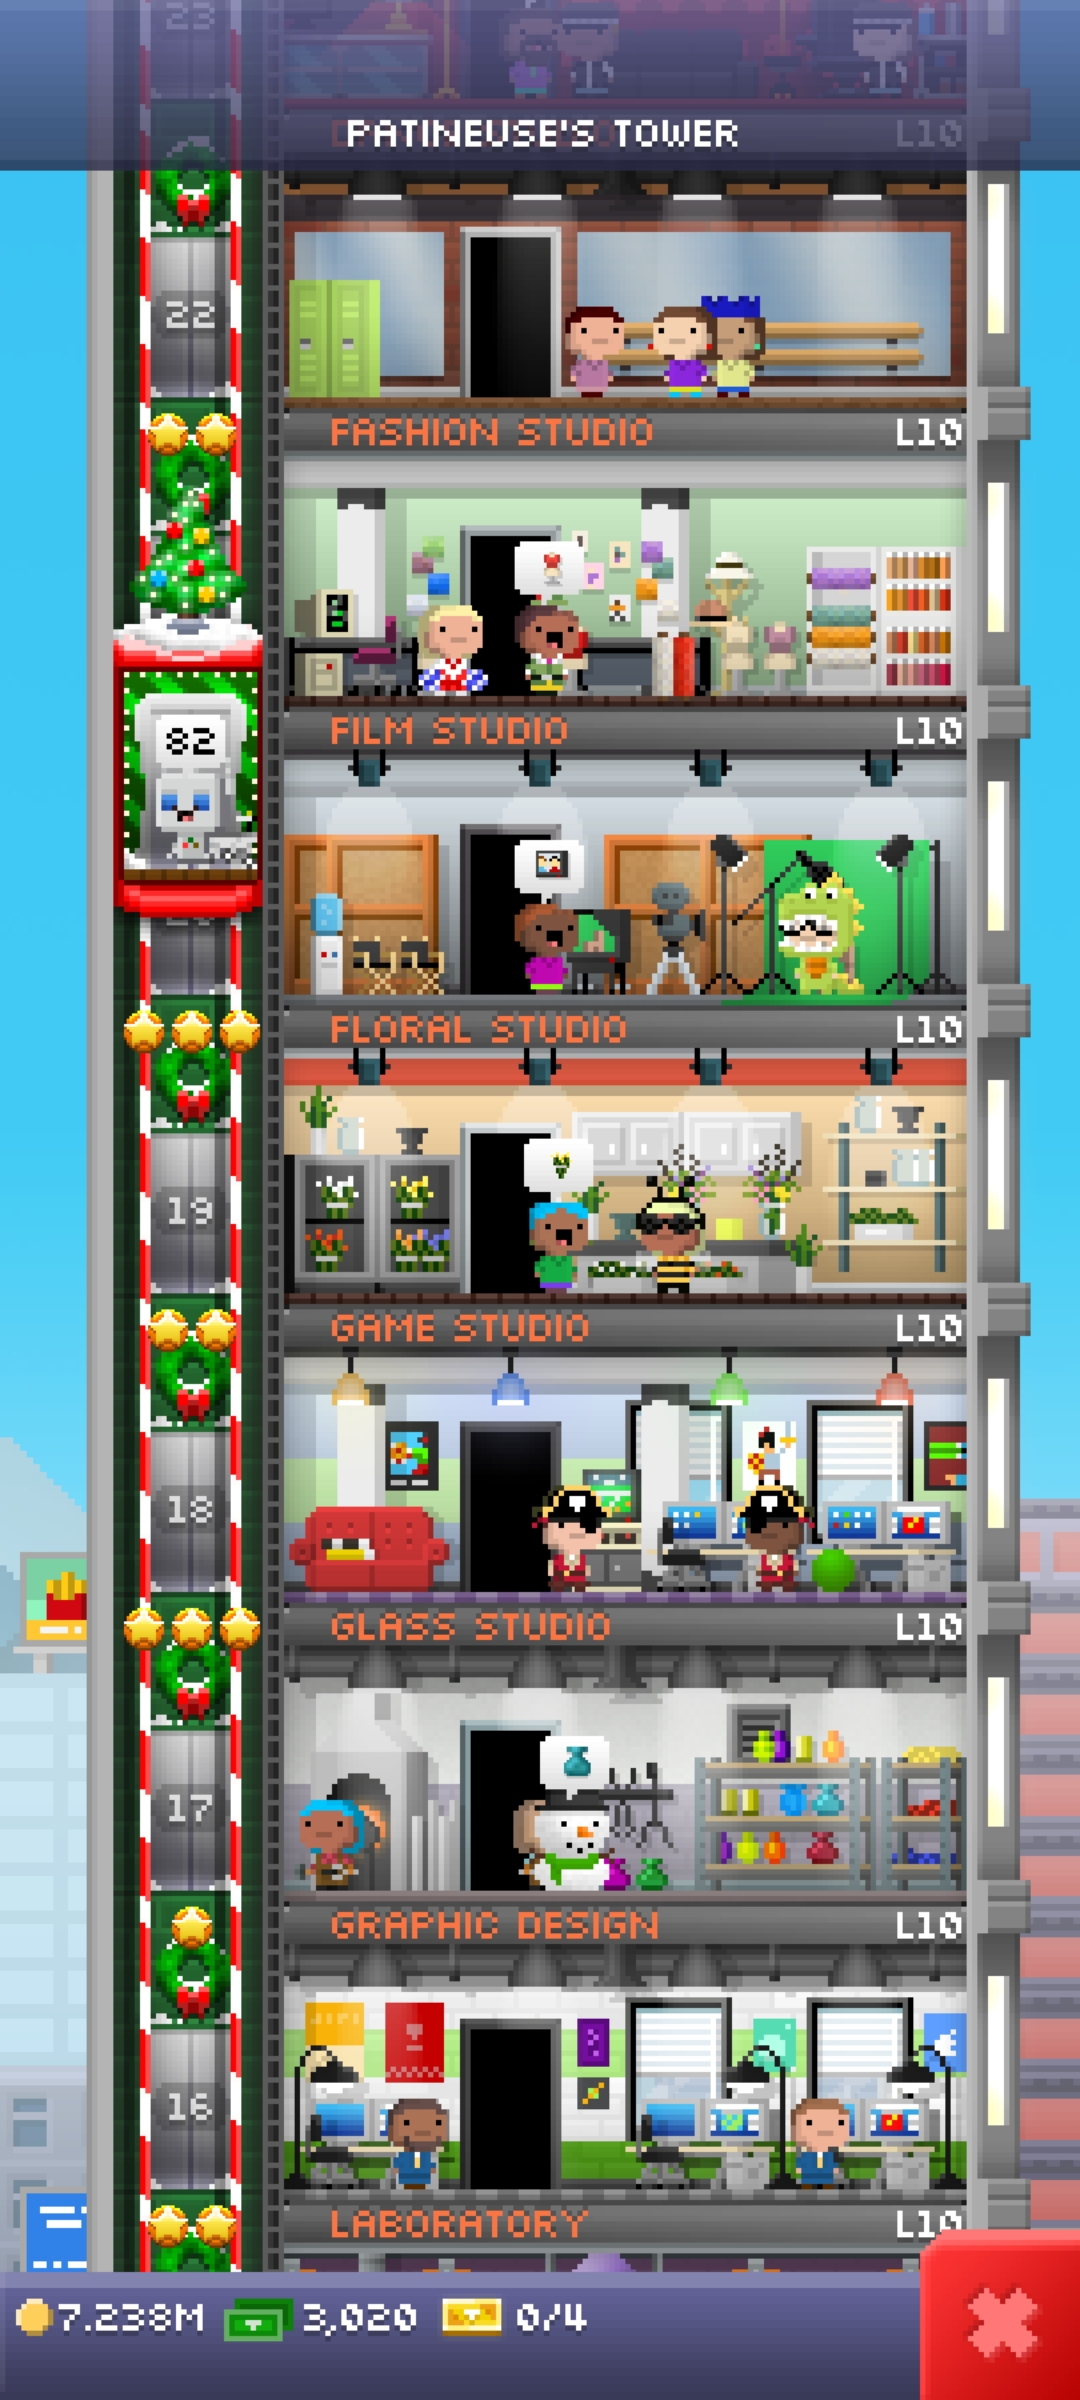 23
PATINEUSE'S TOWER
L10
22
FASHION STUDIO L10
82
FILM STUDIO L10
FLORAL STUDIO L10
19
GAME STUDIO L10
18
GLASS STUDIO L10
17
GRAPHIC DESIGN L10
16
LABORATORY L10
7.238M 3,020 0/4